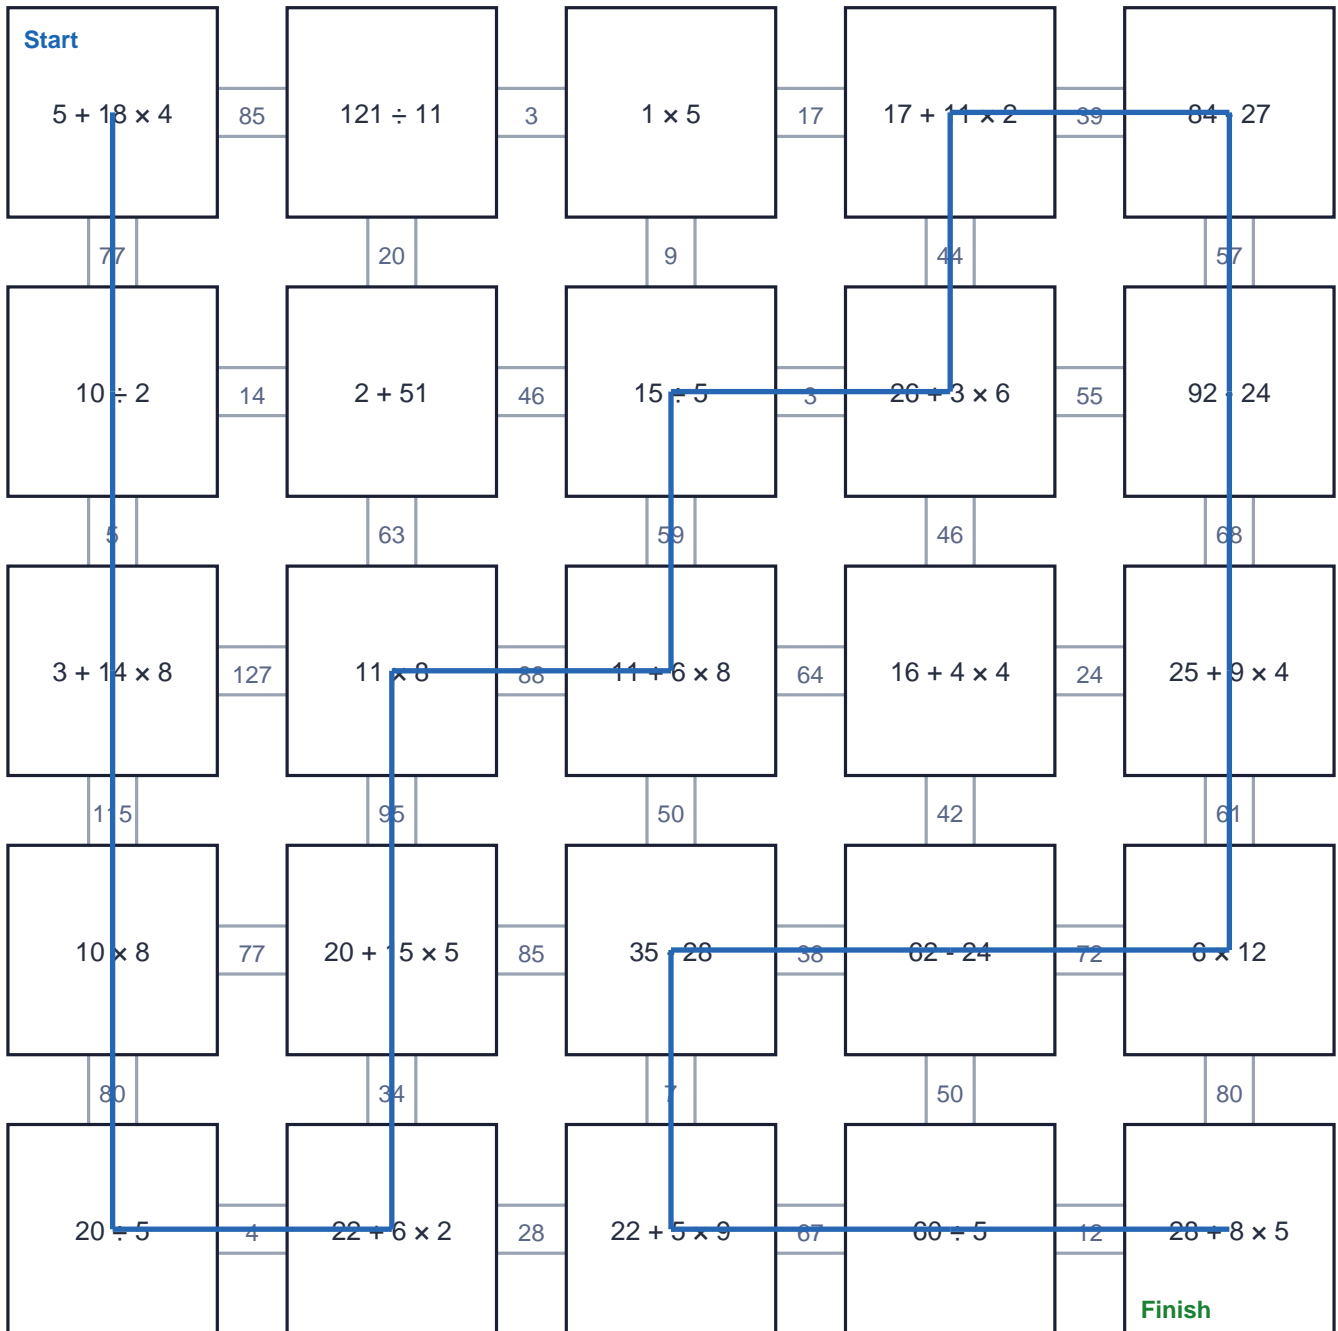 Start
5 + 18 × 4 85 121 ÷ 11 3 1 × 5 17 17 + 11 × 2 39 84 - 27
77 20 9 44 57
10 ÷ 2 14 2 + 51 46 15 ÷ 5 3 26 + 3 × 6 55 92 - 24
5 63 59 46 68
3 + 14 × 8 127 11 × 8 88 11 + 6 × 8 64 16 + 4 × 4 24 25 + 9 × 4
115 95 50 42 61
10 × 8 77 20 + 15 × 5 85 35 - 28 38 62 - 24 72 6 × 12
80 34 7 50 80
20 ÷ 5 4 22 + 6 × 2 28 22 + 5 × 9 67 60 ÷ 5 12 28 + 8 × 5
Finish